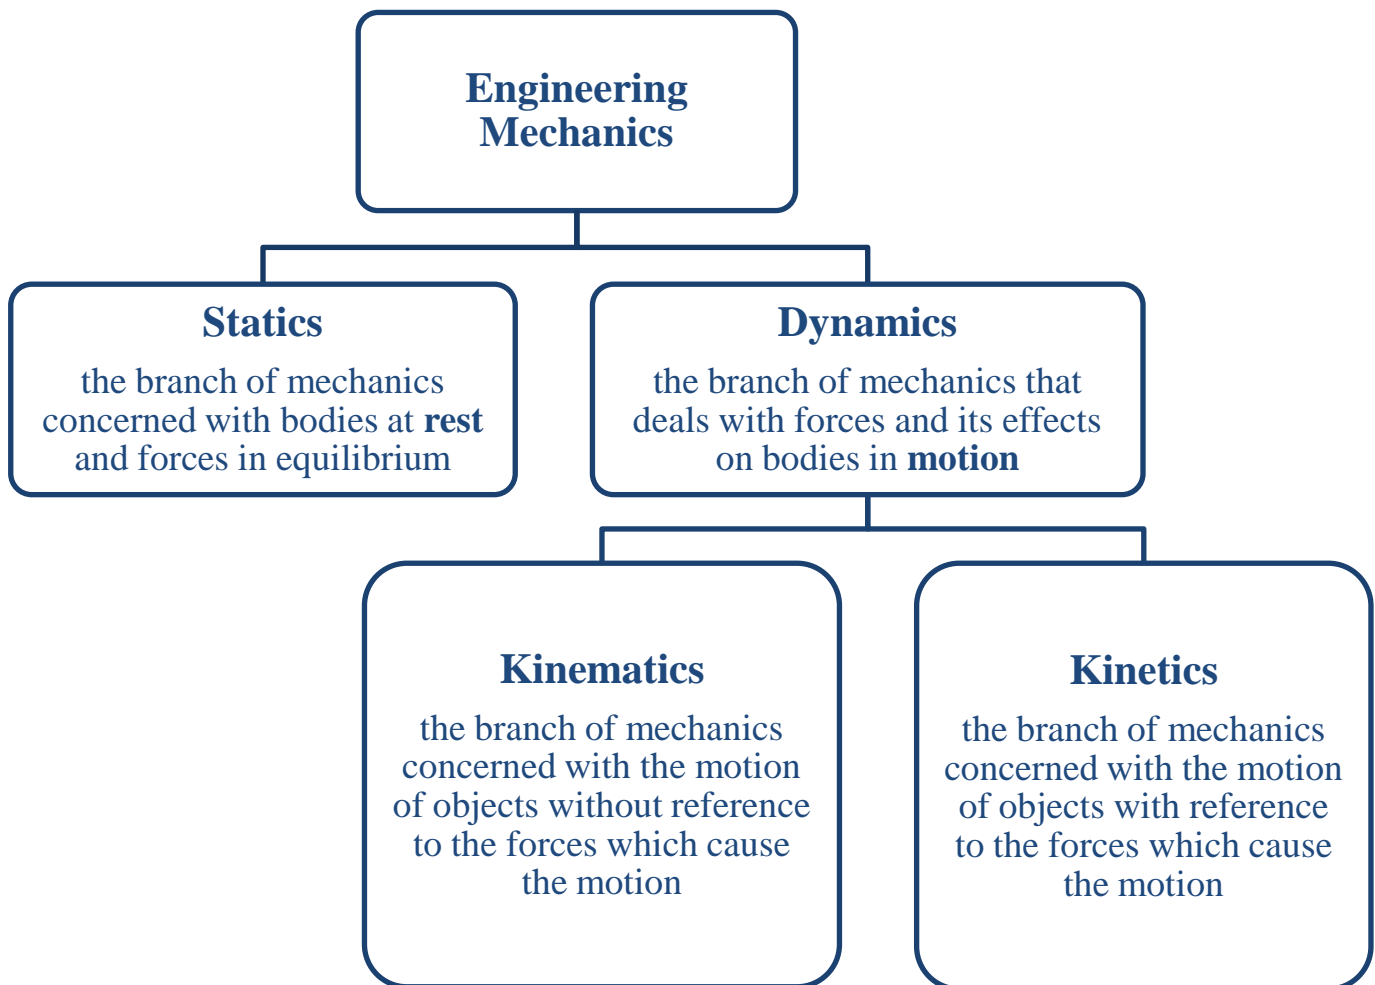 Engineering
Mechanics
Statics
the branch of mechanics
concerned with bodies at rest
and forces in equilibrium
Dynamics
the branch of mechanics that
deals with forces and its effects
on bodies in motion
Kinematics
the branch of mechanics
concerned with the motion
of objects without reference
to the forces which cause
the motion
Kinetics
the branch of mechanics
concerned with the motion
of objects with reference
to the forces which cause
the motion